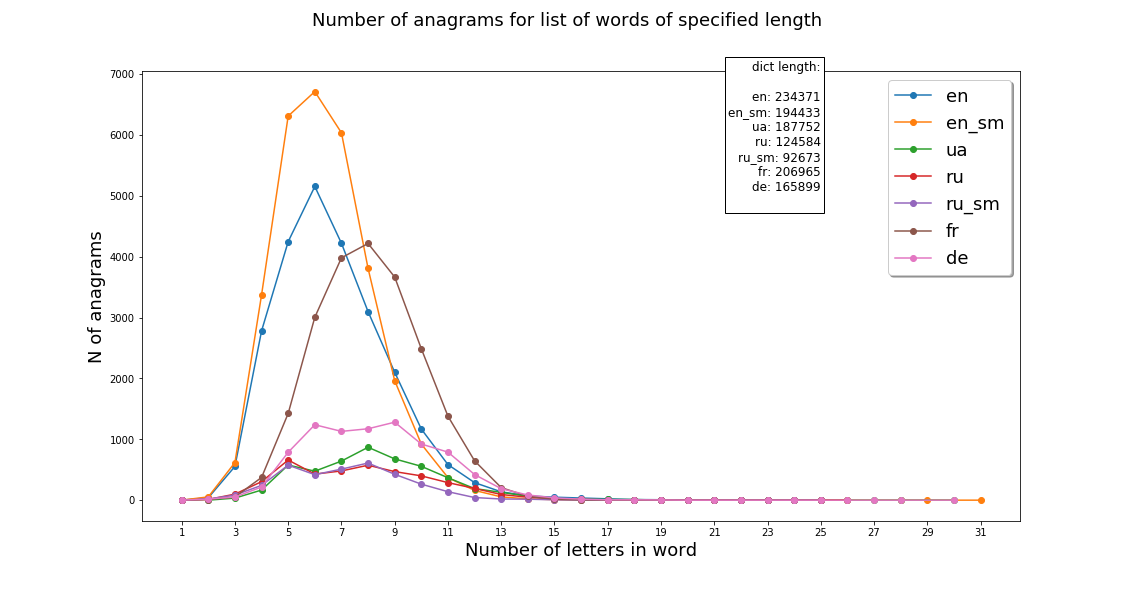 Number of anagrams for list of words of specified length
dict length:
en: 234371
en_sm: 194433
ua: 187752
ru: 124584
ru_sm: 92673
fr: 206965
de: 165899
en
en_sm
ua
ru
ru_sm
fr
de
N of anagrams
7000
6000
5000
4000
3000
2000
1000
0
1 3 5 7 9 11 13 15 17 19 21 23 25 27 29 31
Number of letters in word